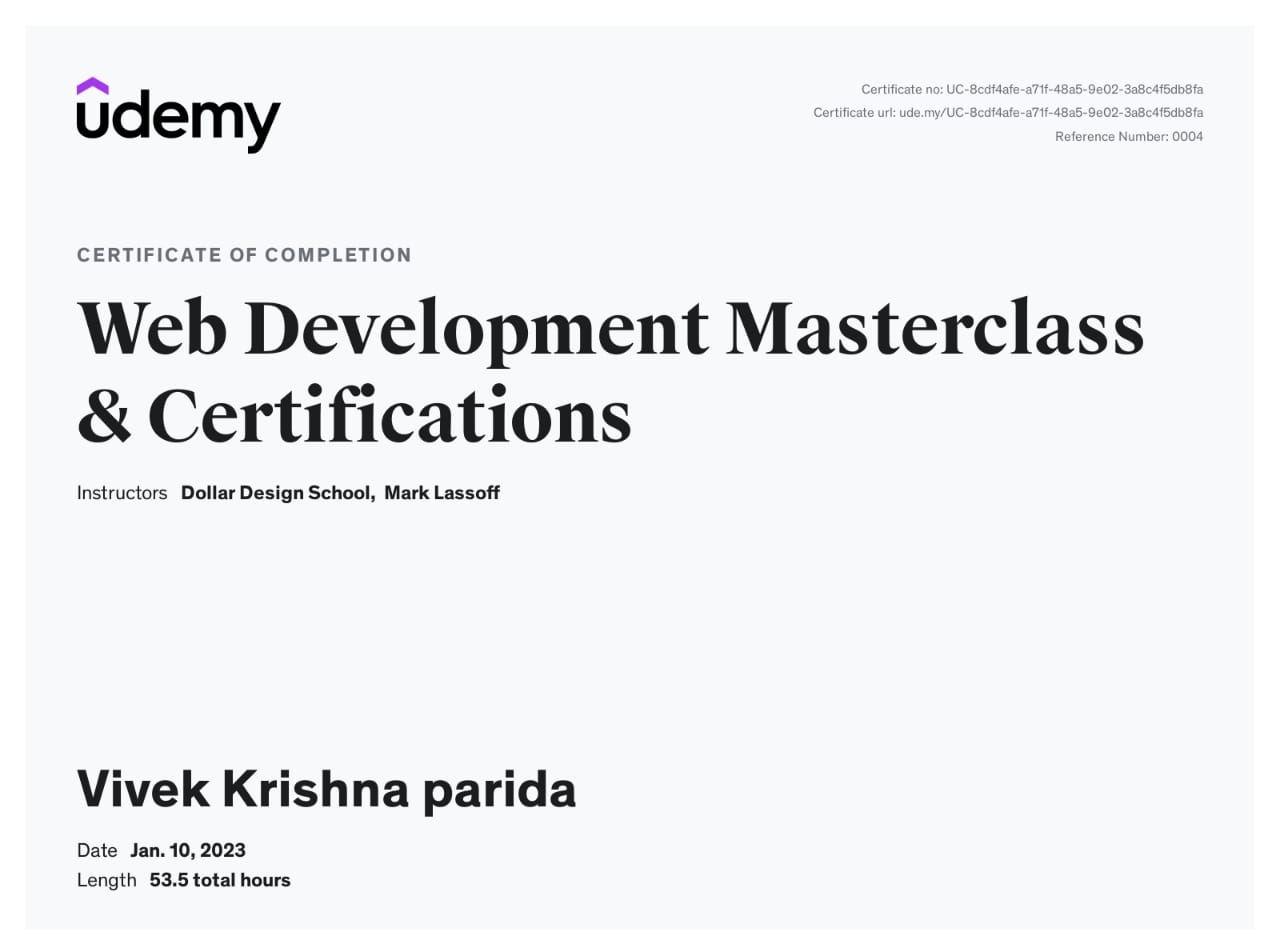 udemy
Certificate no: UC-8cdf4afe-a71f-48a5-9e02-3a8c4f5db8fa
Certificate url: ude.my/UC-8cdf4afe-a71f-48a5-9e02-3a8c4f5db8fa
Reference Number: 0004
CERTIFICATE OF COMPLETION
Web Development Masterclass
& Certifications
Instructors Dollar Design School, Mark Lassoff
Vivek Krishna parida
Date Jan. 10, 2023
Length 53.5 total hours